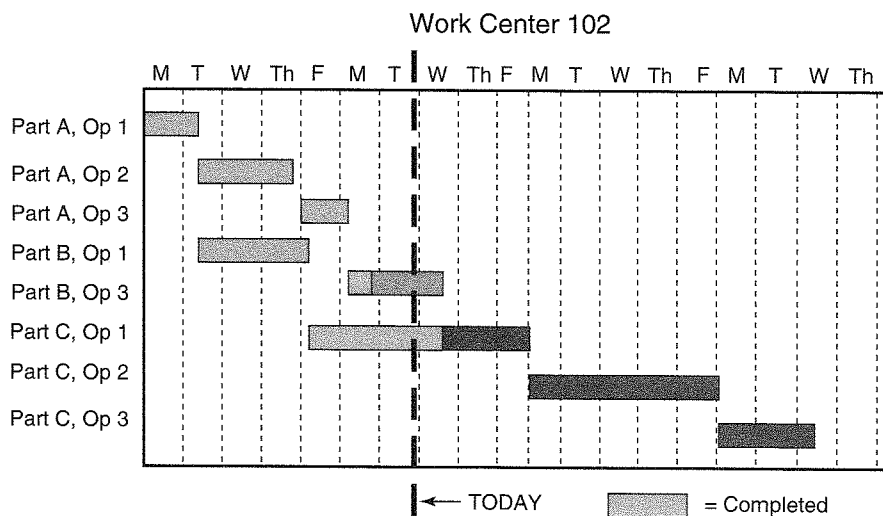 Work Center 102
M T W Th F M T W Th F M T W Th F M T W Th
Part A, Op 1
Part A, Op 2
Part A, Op 3
Part B, Op 1
Part B, Op 3
Part C, Op 1
Part C, Op 2
Part C, Op 3
TODAY
= Completed